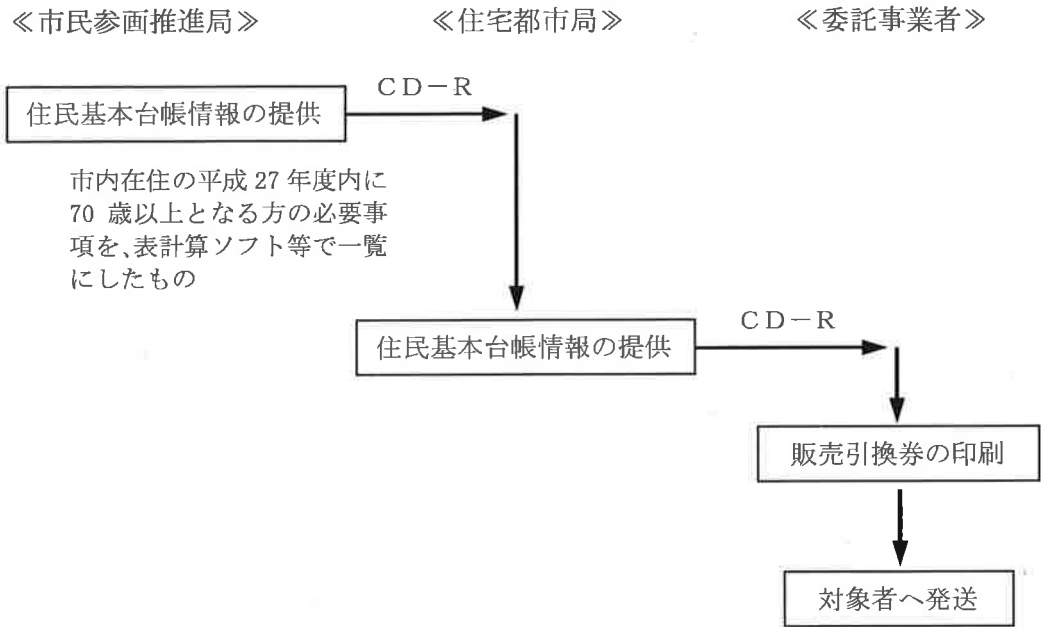 ≪市民参画推進局≫
≪住宅都市局≫
≪委託事業者≫
CD-R
住民基本台帳情報の提供
市内在住の平成 27 年度内に
70 歳以上となる方の必要事
項を、表計算ソフト等で一覧
にしたもの
CD-R
住民基本台帳情報の提供
販売引換券の印刷
対象者へ発送